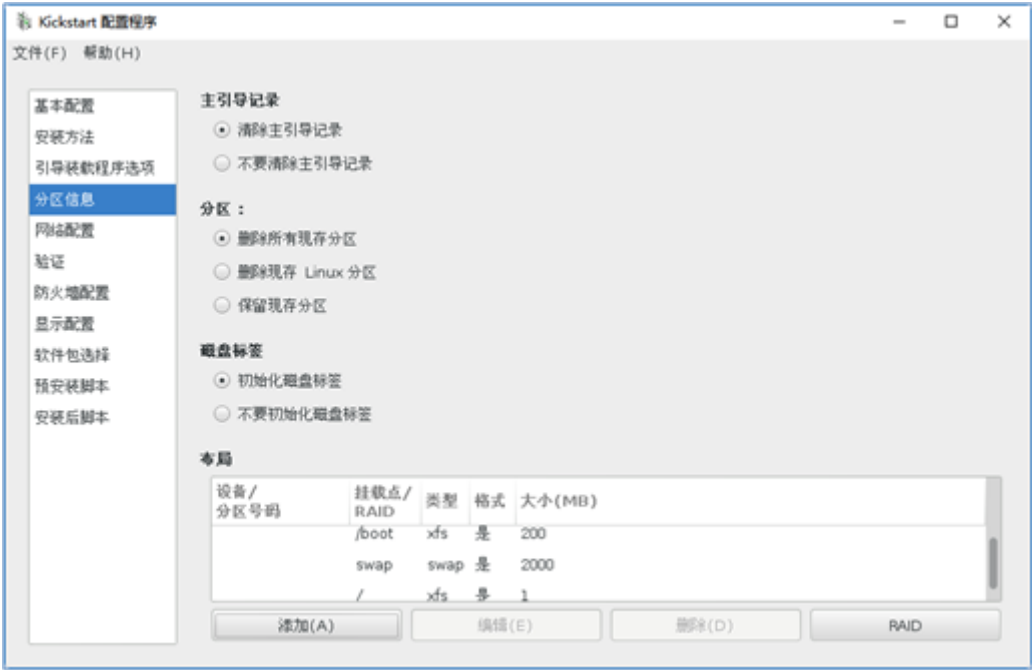 Kickstart 配置程序
文件(F) 帮助(H)
基本配置
安装方法
引导装载程序选项
分区信息
网络配置
验证
防火墙配置
显示配置
软件包选择
预安装脚本
安装后脚本
主引导记录
清除主引导记录
不要清除主引导记录
分区：
删除所有现存分区
删除现存 Linux 分区
保留现存分区
磁盘标签
初始化磁盘标签
不要初始化磁盘标签
布局
设备/
分区号码
挂载点/
RAID
类型 格式 大小(MB)
/boot xfs 是 200
swap swap 是 2000
/ xfs 是 1
添加(A) 编辑(E) 删除(D) RAID